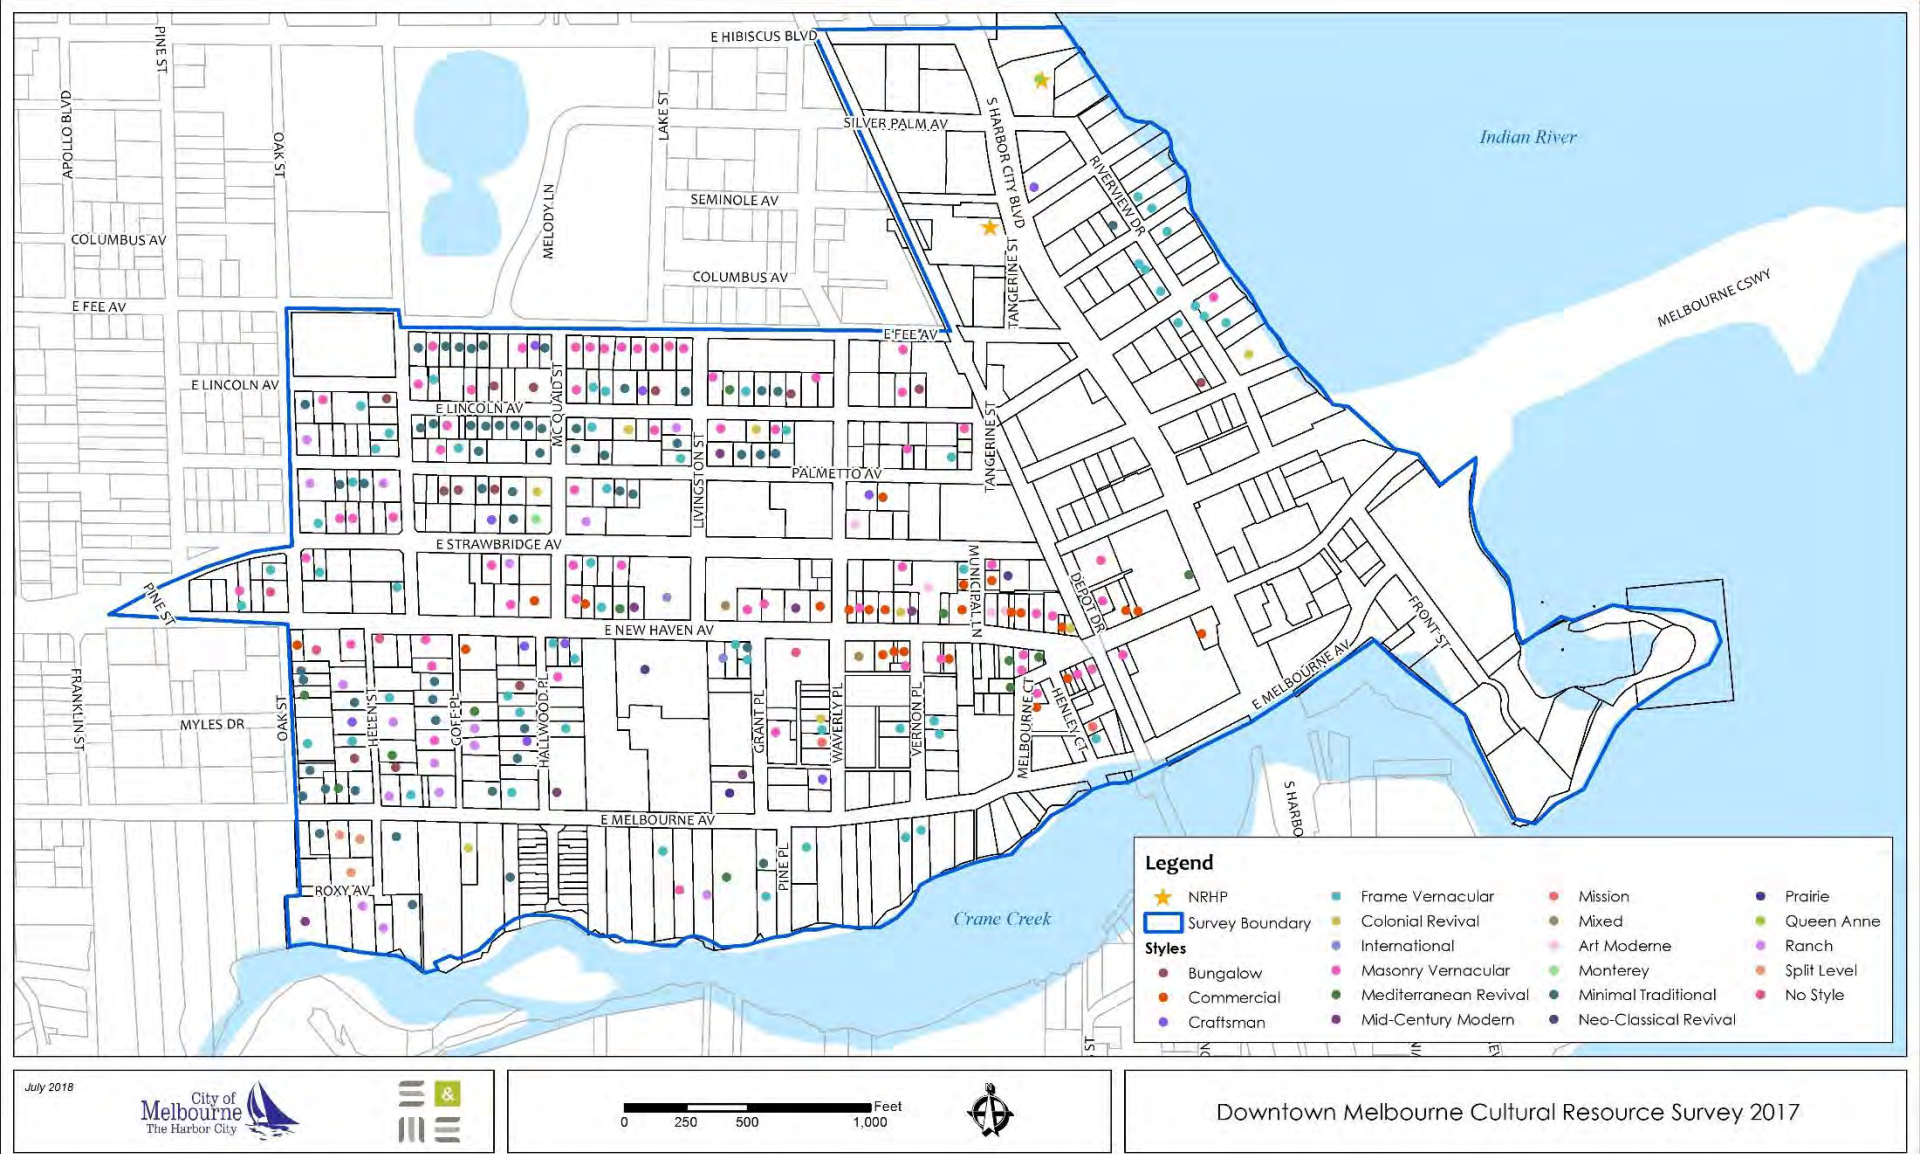 E HIBISCUS BLVD
PINE ST
APOLLO BLVD
OAK ST
LAKE ST
SILVER PALM AV
S HARBOR CITY BLVD
Indian River
RIVERVIEW DR
MELODY LN
SEMINOLE AV
COLUMBUS AV
COLUMBUS AV
TANGERINE ST
MELBOURNE CSWY
E FEE AV
E FEE AV
E LINCOLN AV
E LINCOLN AV
MC QUAID ST
LIVINGSTON ST
TANGERINE ST
PALMETTO AV
E STRAWBRIDGE AV
MUNICIPAL LN
DEPOT DR
PINE ST
FRONT ST
E NEW HAVEN AV
E MELBOURNE AV
FRANKLIN ST
MYLES DR
OAK ST
HELEN ST
GOFF PL
HALLWOOD PL
GRANT PL
WAVERLY PL
VERNON PL
MELBOURNE CT
HENLEY CT
E MELBOURNE AV
S HARBO
PINE PL
ROXY AV
Crane Creek
ST
Legend
NRHP
Survey Boundary
Styles
Bungalow
Commercial
Craftsman
Frame Vernacular
Colonial Revival
International
Masonry Vernacular
Mediterranean Revival
Mid-Century Modern
Mission
Mixed
Art Moderne
Monterey
Minimal Traditional
Neo-Classical Revival
Prairie
Queen Anne
Ranch
Split Level
No Style
July 2018
City of
Melbourne
The Harbor City
E &
M E
0 250 500 1,000
Feet
Downtown Melbourne Cultural Resource Survey 2017